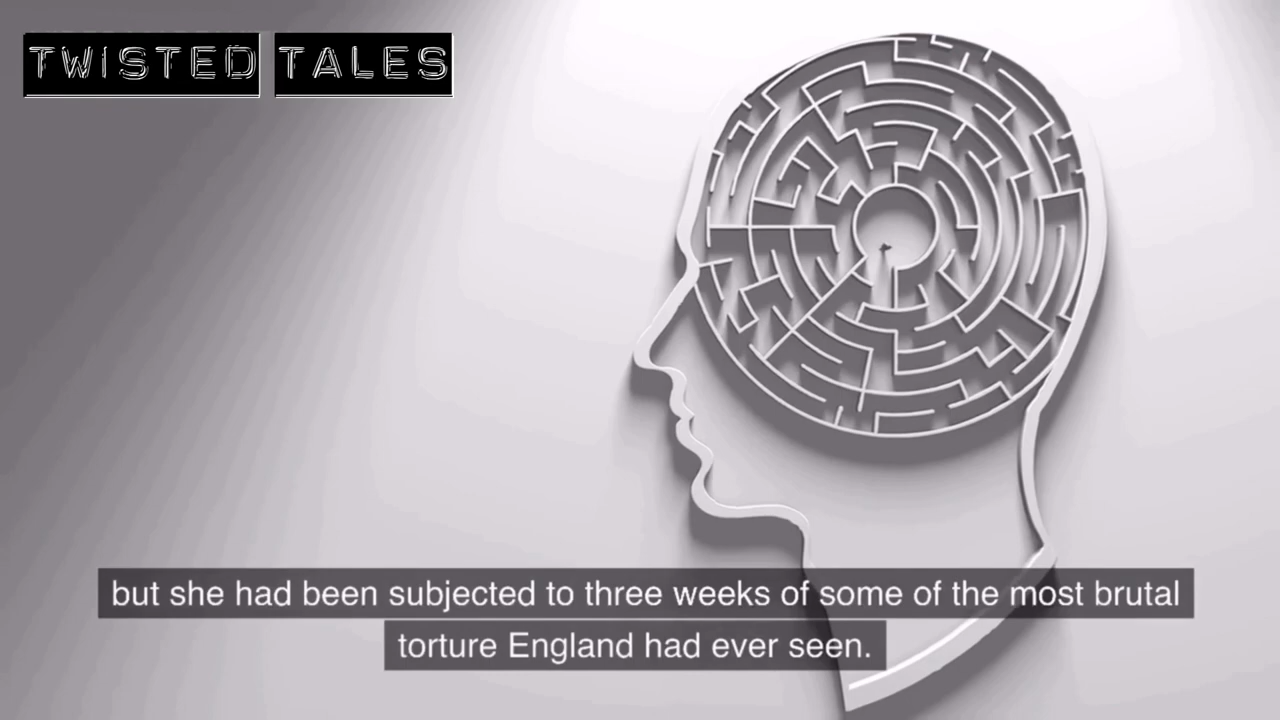 TWISTED TALES
but she had been subjected to three weeks of some of the most brutal
torture England had ever seen.